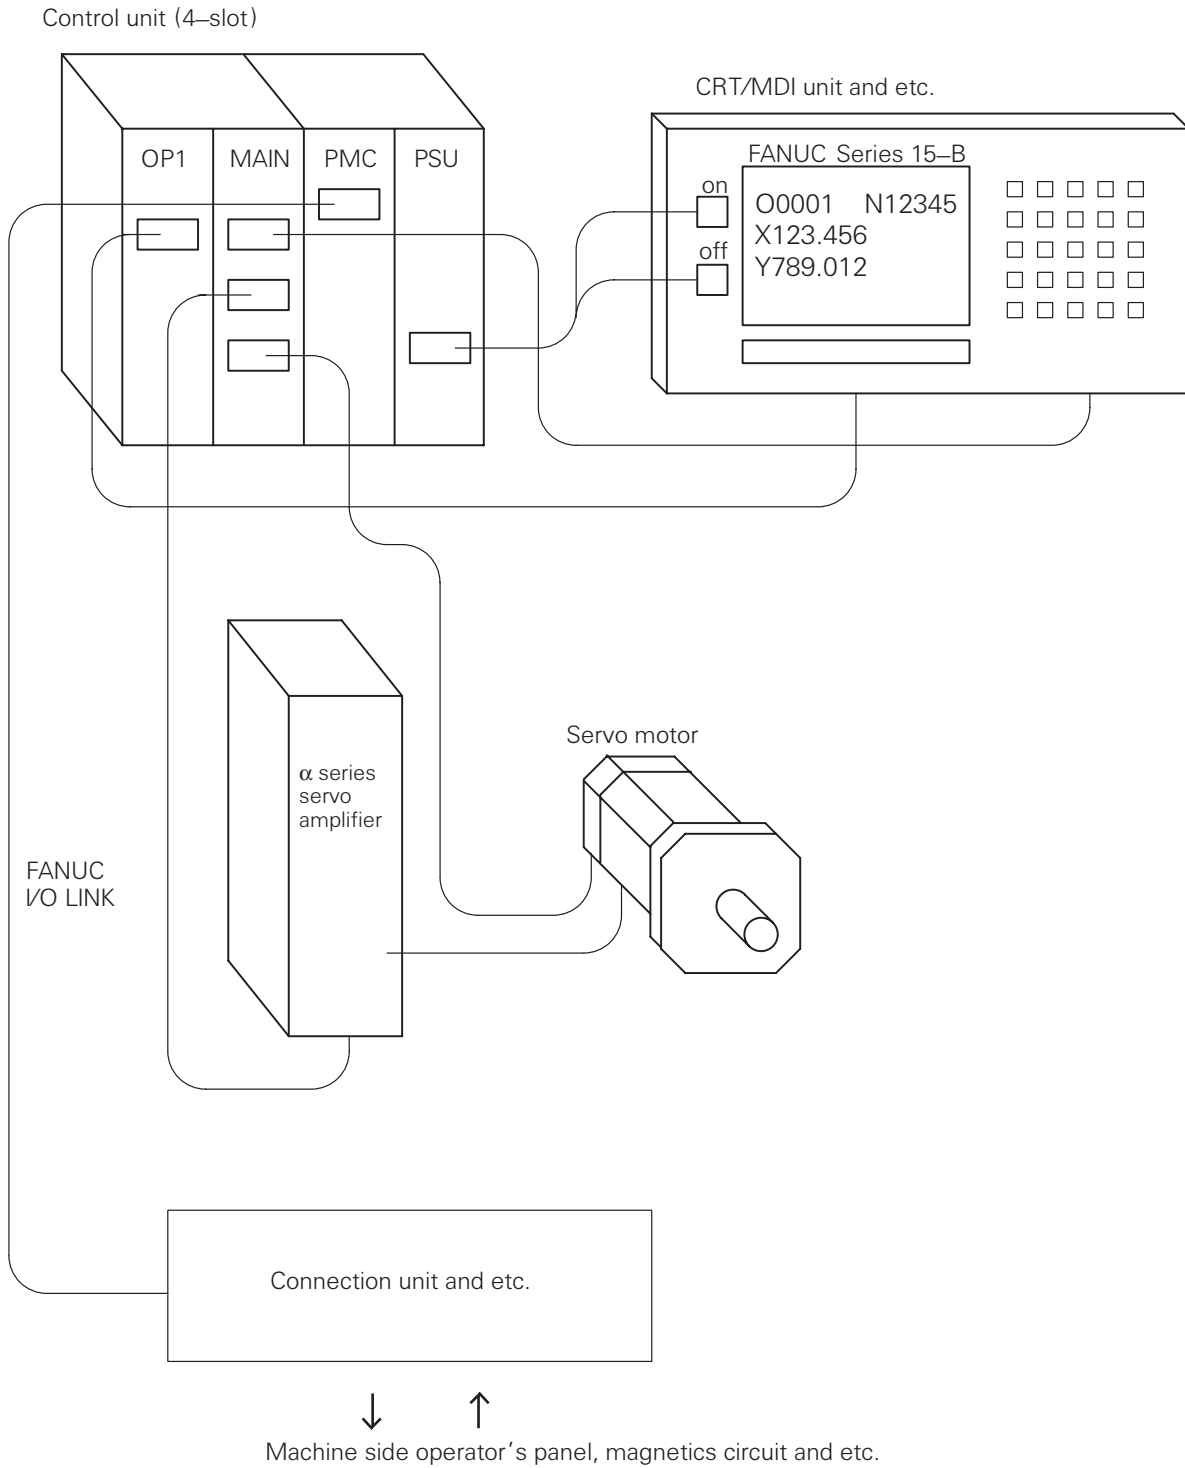 Control unit (4–slot)
CRT/MDI unit and etc.
OP1 MAIN PMC PSU
FANUC Series 15–B
on
O0001 N12345
X123.456
off
Y789.012
Servo motor
α series
servo
amplifier
FANUC
I/O LINK
Connection unit and etc.
↓ ↑
Machine side operator's panel, magnetics circuit and etc.